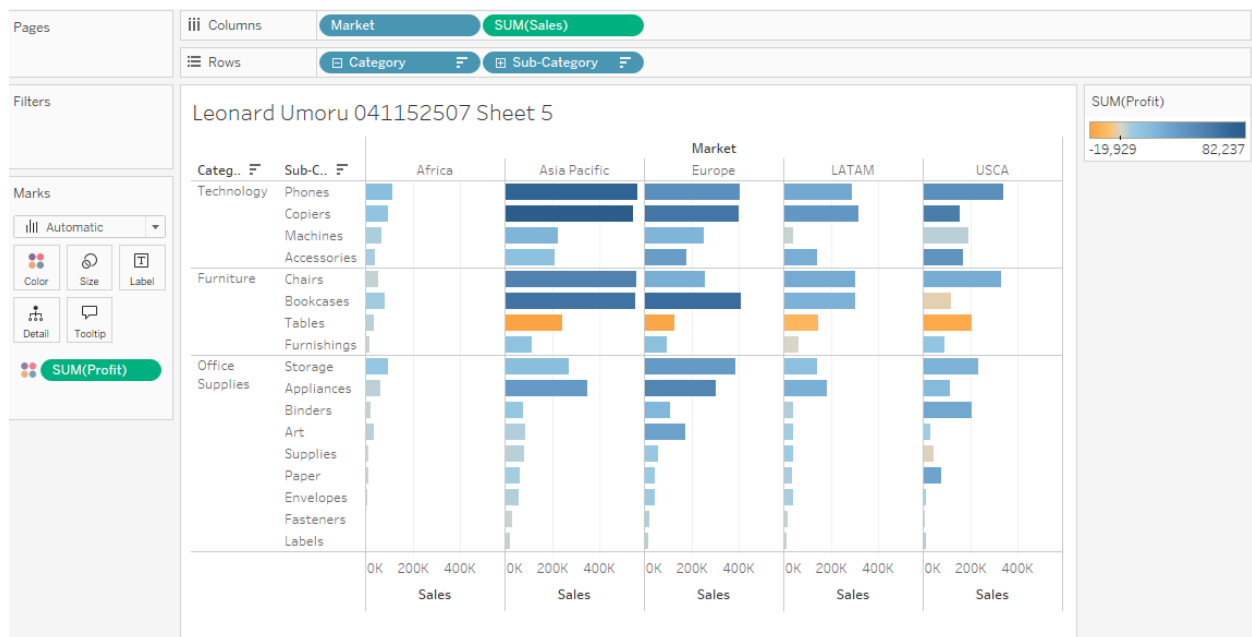 Pages
Columns
Market
SUM(Sales)
Rows
Category
Sub-Category
Filters
Marks
Automatic
Color
Size
Label
Detail
Tooltip
SUM(Profit)
Leonard Umoru 041152507 Sheet 5
Market
Categ..
Sub-C..
Africa
Asia Pacific
Europe
LATAM
USCA
Technology
Phones
Copiers
Machines
Accessories
Furniture
Chairs
Bookcases
Tables
Furnishings
Office
Supplies
Storage
Appliances
Binders
Art
Supplies
Paper
Envelopes
Fasteners
Labels
0K 200K 400K
0K 200K 400K
0K 200K 400K
0K 200K 400K
0K 200K 400K
Sales
Sales
Sales
Sales
Sales
SUM(Profit)
-19,929
82,237